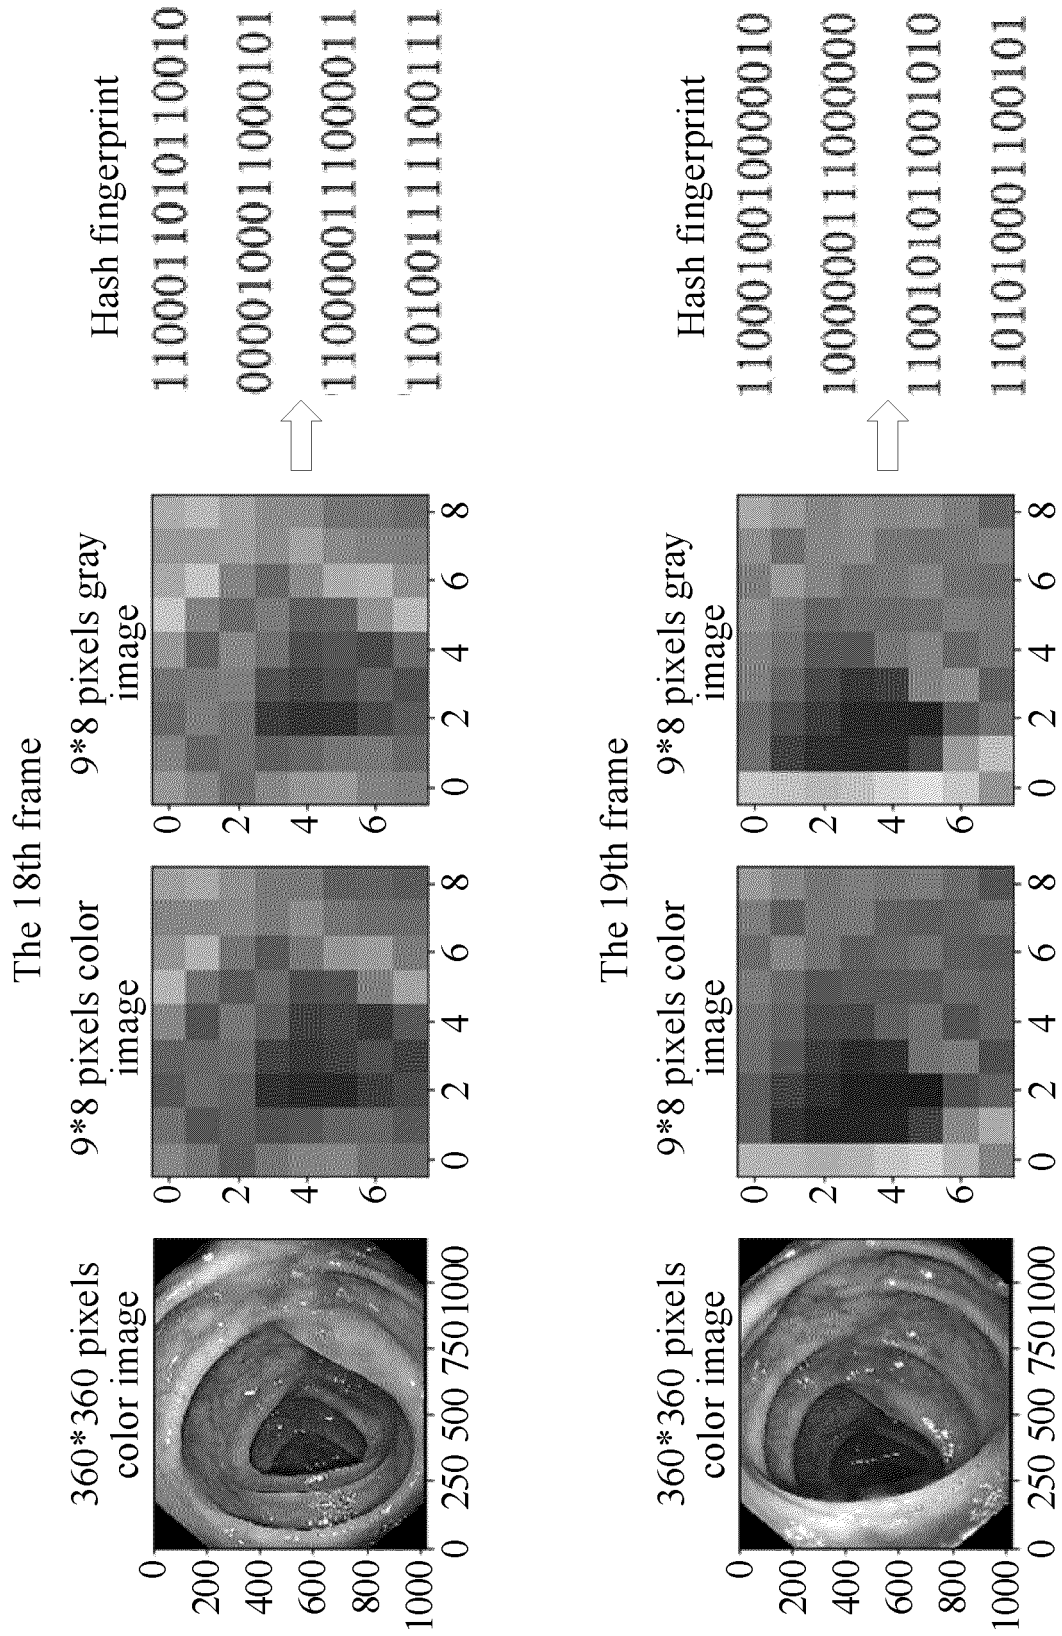 The 18th frame
360*360 pixels
color image
9*8 pixels color
image
9*8 pixels gray
image
Hash fingerprint
0
200
400
600
800
1000
0 250 500 750 1000
0
2
4
6
0 2 4 6 8
0
2
4
6
0 2 4 6 8
1100011010110010
0000100011000101
1100000111000011
1101001111100111
The 19th frame
360*360 pixels
color image
9*8 pixels color
image
9*8 pixels gray
image
Hash fingerprint
0
200
400
600
800
1000
0 250 500 750 1000
0
2
4
6
0 2 4 6 8
0
2
4
6
0 2 4 6 8
1100010010000010
1000000111000000
1100101011001010
1101010001100101